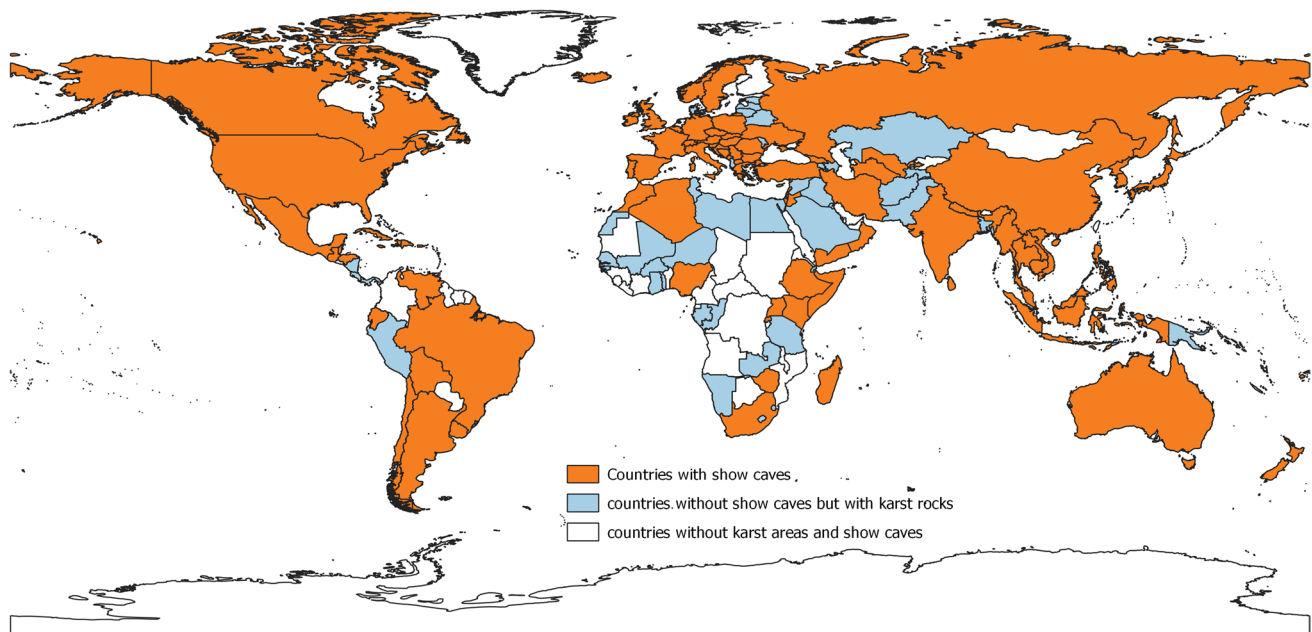 Countries with show caves
countries without show caves but with karst rocks
countries without karst areas and show caves